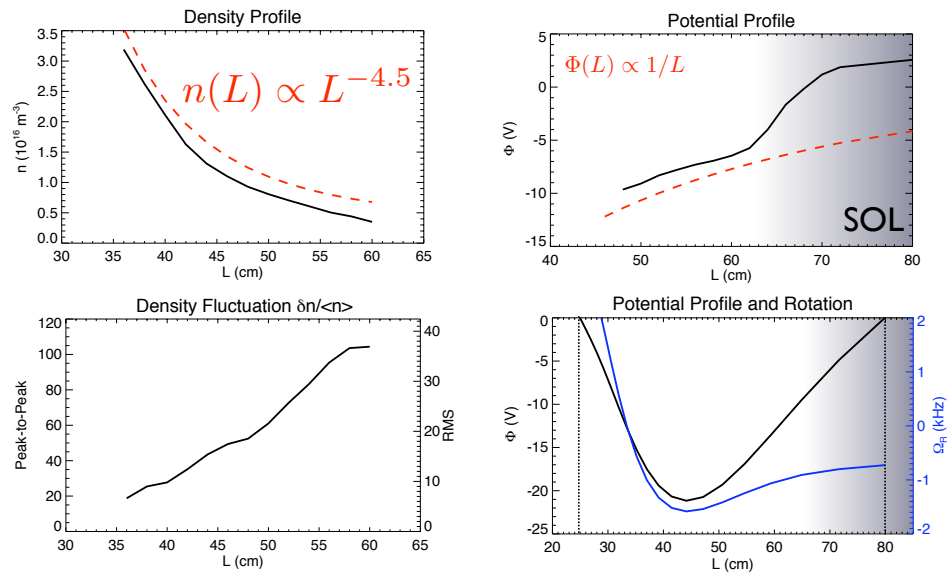 Density Profile
n(L) ∝ L^{-4.5}
n (10^{16} m^{-3})
3.5
3.0
2.5
2.0
1.5
1.0
0.5
0.0
30 35 40 45 50 55 60 65
L (cm)
Potential Profile
Φ(L) ∝ 1/L
SOL
Φ (V)
5
0
-5
-10
-15
40 50 60 70 80
L (cm)
Density Fluctuation δn/<n>
Peak-to-Peak
120
100
80
60
40
20
0
RMS
40
30
20
10
0
30 35 40 45 50 55 60 65
L (cm)
Potential Profile and Rotation
Φ (V)
0
-5
-10
-15
-20
-25
Ω_R (kHz)
2
1
0
-1
-2
20 30 40 50 60 70 80
L (cm)